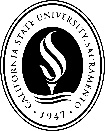 CALIFORNIA STATE UNIVERSITY, SACRAMENTO
• 1947 •